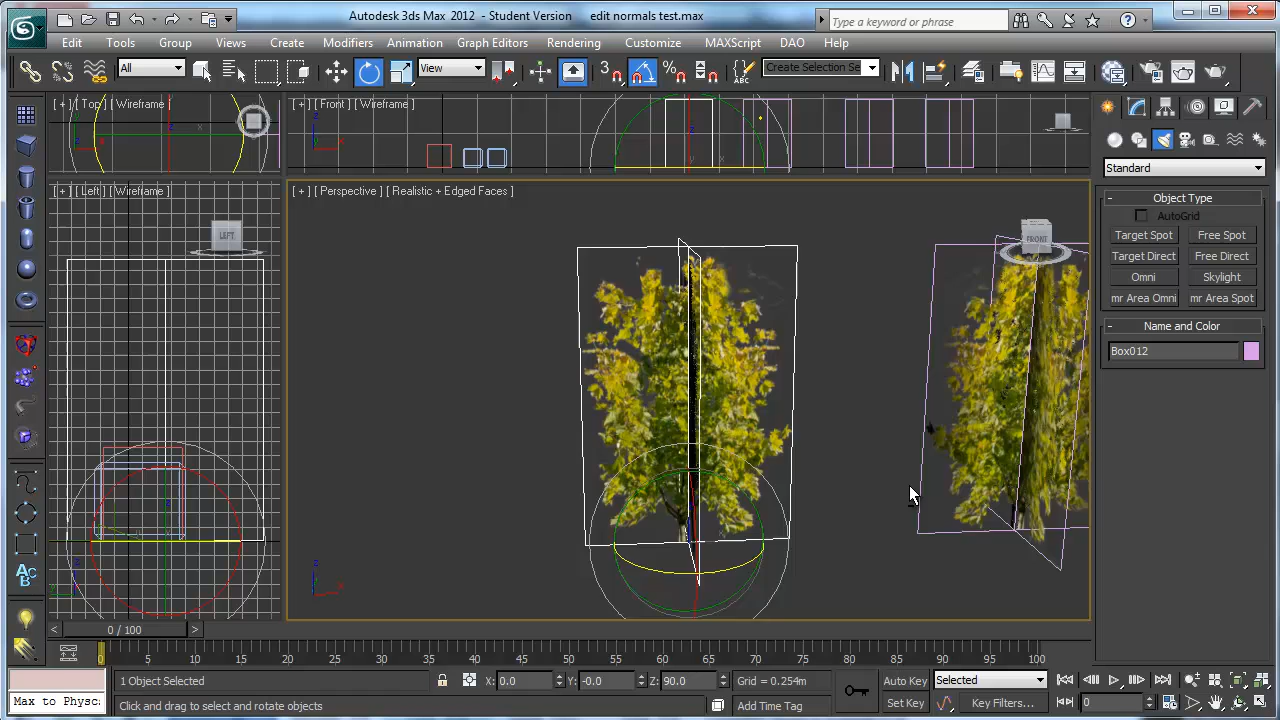 Autodesk 3ds Max 2012 - Student Version edit normals test.max
Type a keyword or phrase
Edit Tools Group Views Create Modifiers Animation Graph Editors Rendering Customize MAXScript DAO Help
All
View
3
Create Selection Se
[ + ] [ Top ] [ Wireframe ]
[ + ] [ Front ] [ Wireframe ]
[ + ] [ Left ] [ Wireframe ]
[ + ] [ Perspective ] [ Realistic + Edged Faces ]
LEFT
FRONT
Standard
- Object Type
AutoGrid
Target Spot Free Spot
Target Direct Free Direct
Omni Skylight
mr Area Omni mr Area Spot
- Name and Color
Box012
< 0 / 100 >
0 5 10 15 20 25 30 35 40 45 50 55 60 65 70 75 80 85 90 95 100
1 Object Selected X: 0.0 Y: -0.0 Z: 90.0 Grid = 0.254m Auto Key Selected
Max to Physc Click and drag to select and rotate objects Add Time Tag Set Key Key Filters... 0